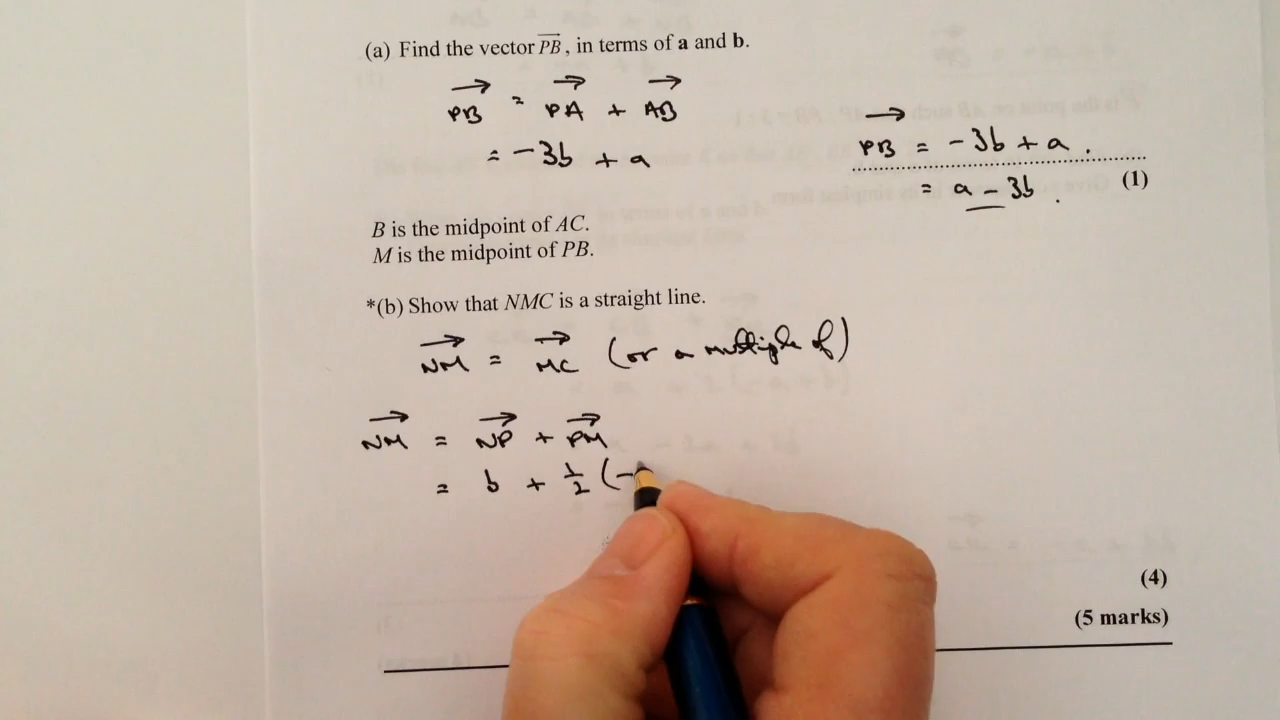 (a) Find the vector PB, in terms of a and b.
PB = PA + AB
= -3b + a
PB = -3b + a.
= a - 3b.
(1)
B is the midpoint of AC.
M is the midpoint of PB.
*(b) Show that NMC is a straight line.
NM = MC (or a multiple of)
NM = NP + PM
= b + 1/2 (-
(4)
(5 marks)